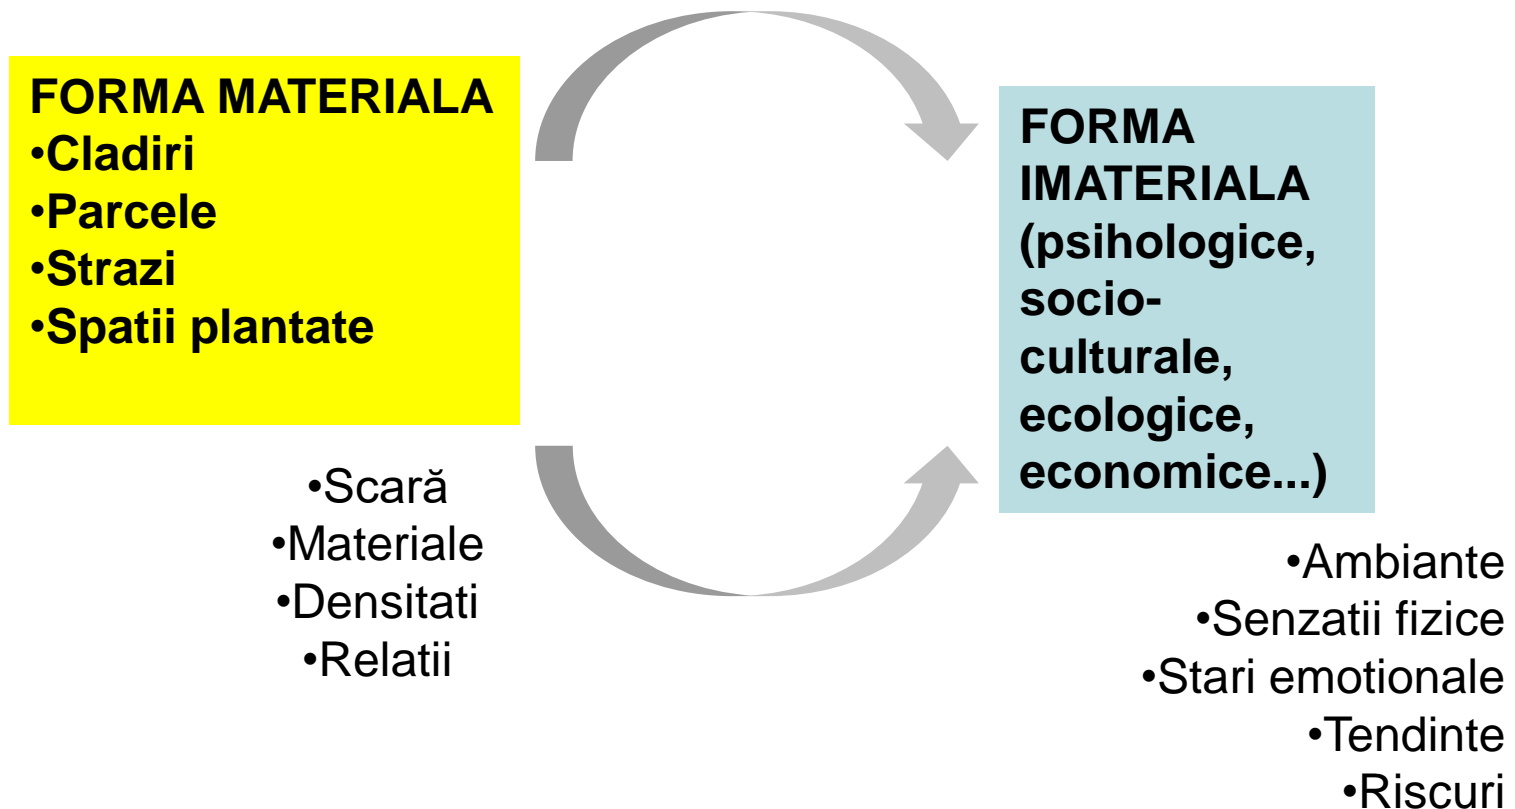 FORMA MATERIALA
•Cladiri
•Parcele
•Strazi
•Spatii plantate
•Scară
•Materiale
•Densitati
•Relatii
FORMA
IMATERIALA
(psihologice,
socio-
culturale,
ecologice,
economice...)
•Ambiante
•Senzatii fizice
•Stari emotionale
•Tendinte
•Riscuri